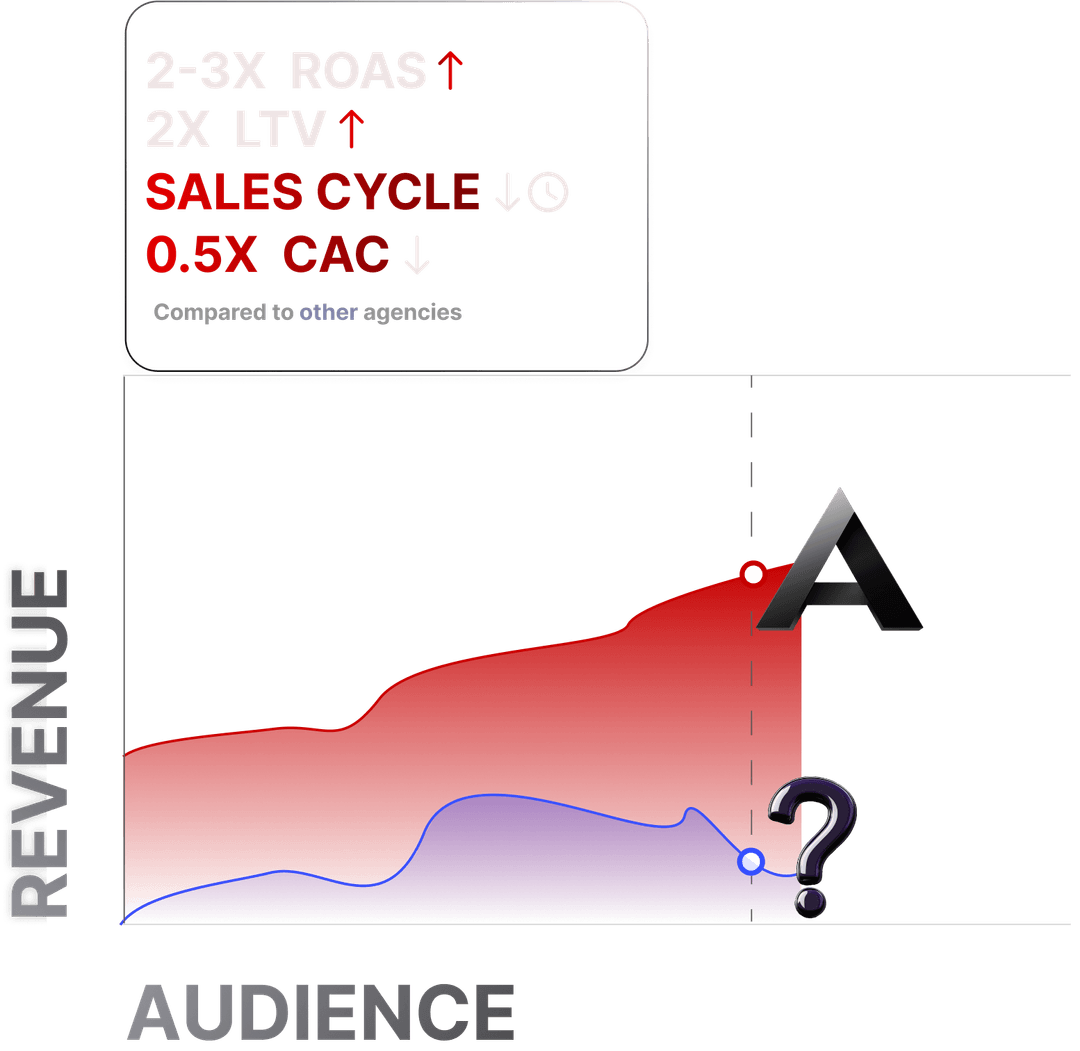 2-3X ROAS ↑
2X LTV ↑
SALES CYCLE ↓
0.5X CAC ↓
Compared to other agencies
A
?
REVENUE
AUDIENCE